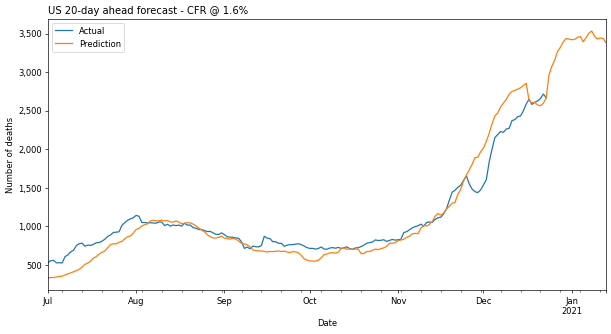 US 20-day ahead forecast - CFR @ 1.6%
Actual
Prediction
3,500
3,000
2,500
2,000
1,500
1,000
500
Number of deaths
Jul
Aug
Sep
Oct
Nov
Dec
Jan
2021
Date